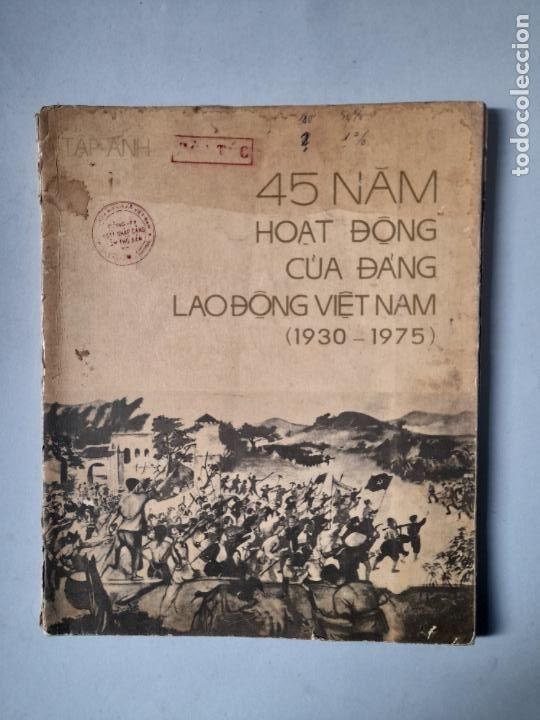 TẬP ẢNH
45 NĂM
HOẠT ĐỘNG
CỦA ĐẢNG
LAO ĐỘNG VIỆT NAM
(1930 - 1975)
todocoleccion